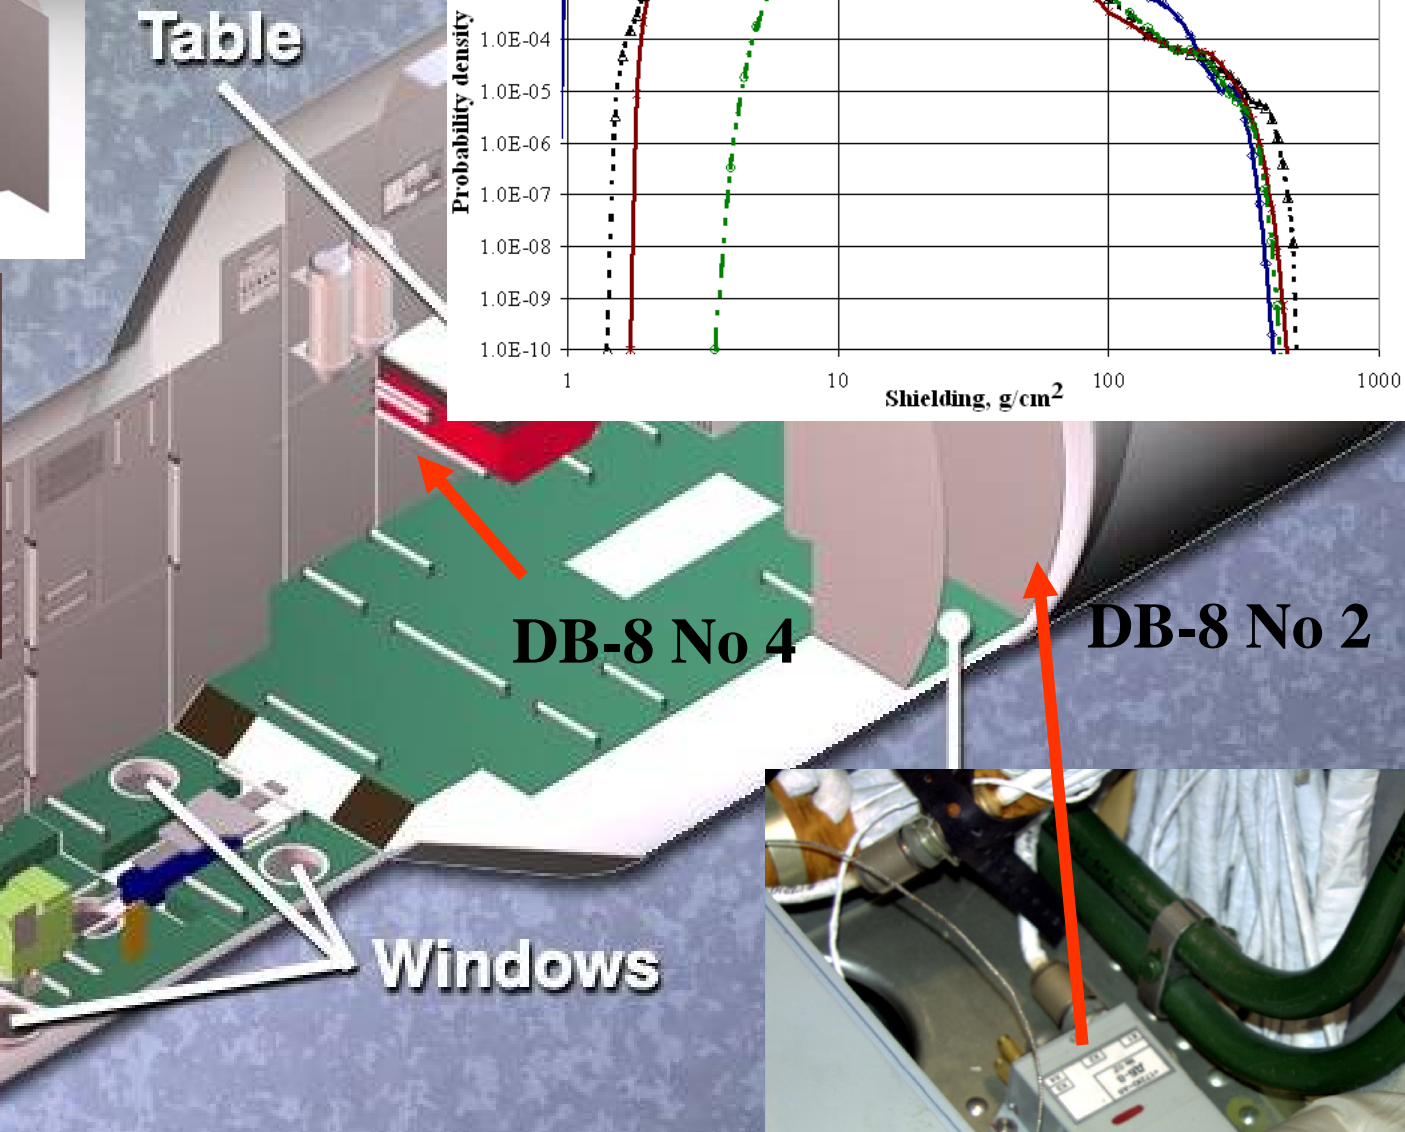 Table
Probability density
1.0E-04
1.0E-05
1.0E-06
1.0E-07
1.0E-08
1.0E-09
1.0E-10
1 10 100 1000
Shielding, g/cm2
DB-8 No 4
DB-8 No 2
Windows